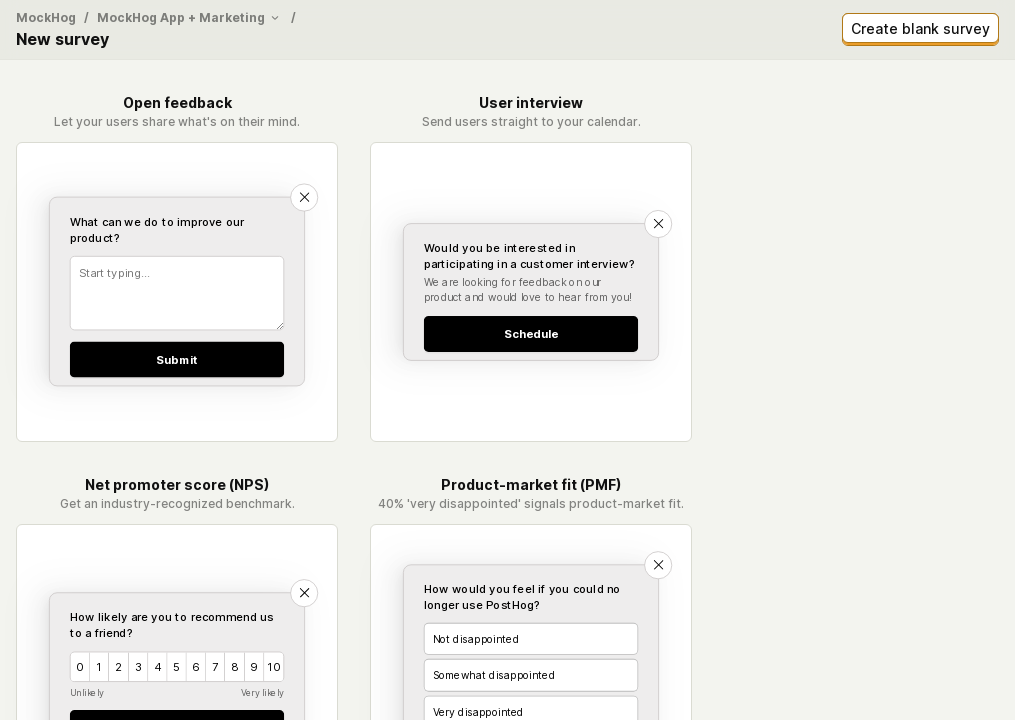 MockHog / MockHog App + Marketing /
New survey
Create blank survey
Open feedback
Let your users share what's on their mind.
What can we do to improve our
product?
Start typing...
Submit
User interview
Send users straight to your calendar.
Would you be interested in
participating in a customer interview?
We are looking for feedback on our
product and would love to hear from you!
Schedule
Net promoter score (NPS)
Get an industry-recognized benchmark.
How likely are you to recommend us
to a friend?
0 1 2 3 4 5 6 7 8 9 10
Unlikely Very likely
Product-market fit (PMF)
40% 'very disappointed' signals product-market fit.
How would you feel if you could no
longer use PostHog?
Not disappointed
Somewhat disappointed
Very disappointed